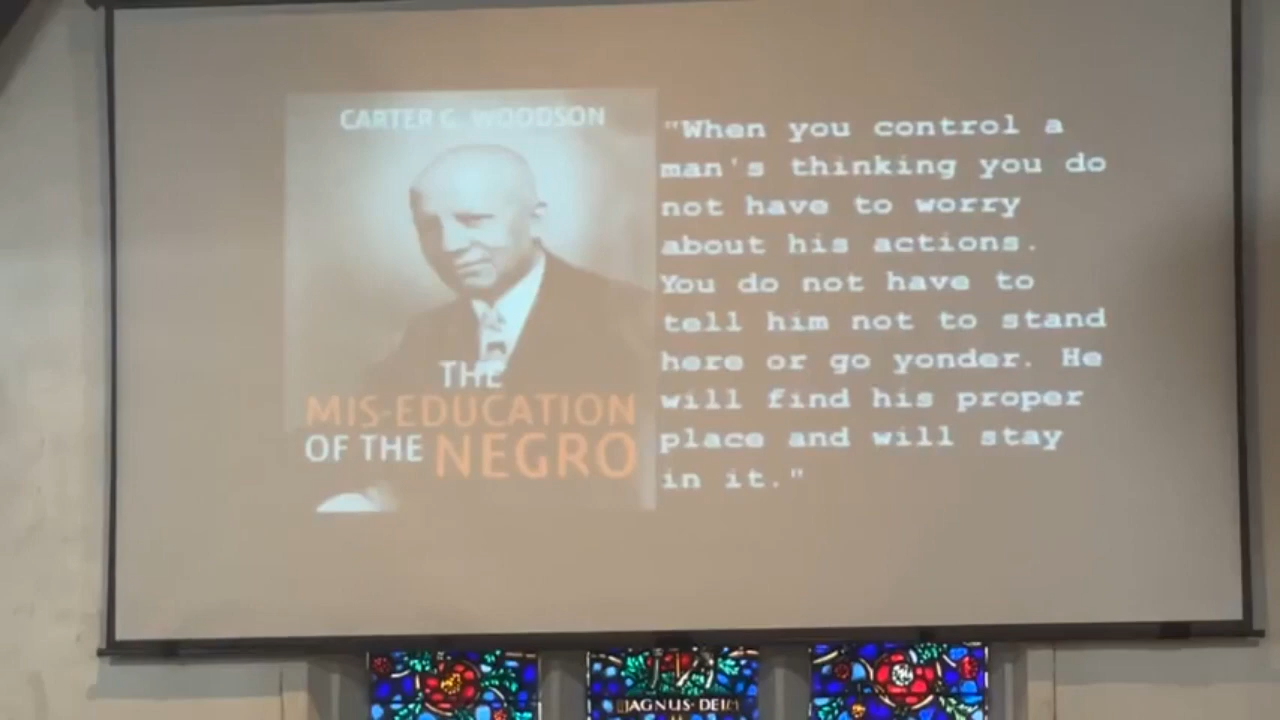 CARTER G. WOODSON
THE
MIS-EDUCATION
OF THE NEGRO
"When you control a
man's thinking you do
not have to worry
about his actions.
You do not have to
tell him not to stand
here or go yonder. He
will find his proper
place and will stay
in it."
AGNUS·DEI